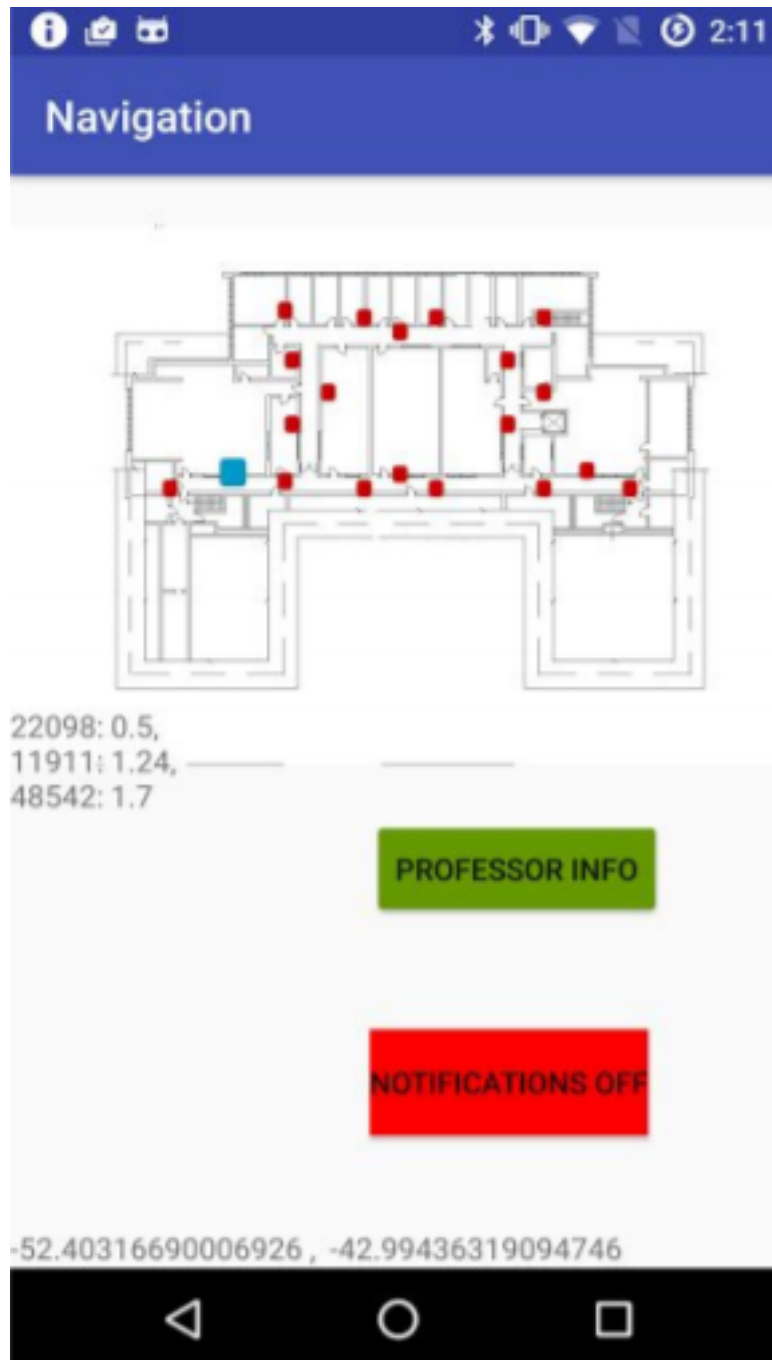 2:11
Navigation
22098: 0.5,
11911: 1.24,
48542: 1.7
PROFESSOR INFO
NOTIFICATIONS OFF
-52.40316690006926 , -42.99436319094746